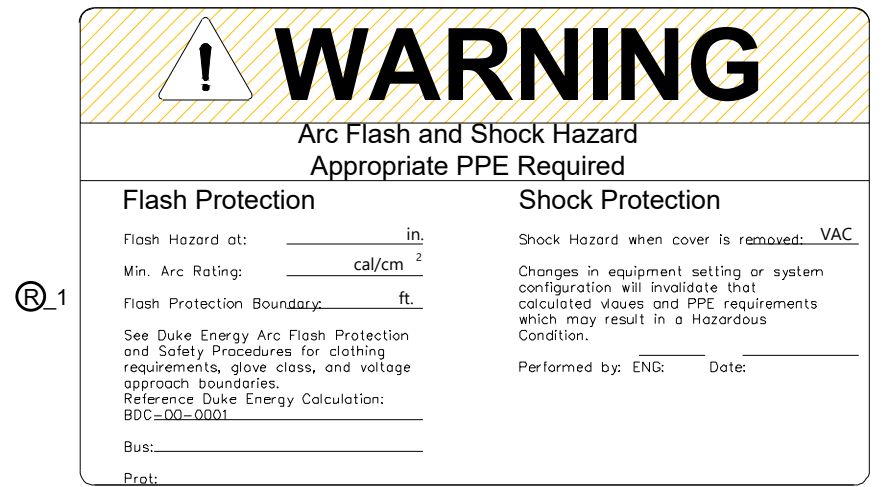 WARNING
Arc Flash and Shock Hazard
Appropriate PPE Required
Flash Protection
Flash Hazard at: in.
Min. Arc Rating: cal/cm 2
Flash Protection Boundary: ft.
See Duke Energy Arc Flash Protection
and Safety Procedures for clothing
requirements, glove class, and voltage
approach boundaries.
Reference Duke Energy Calculation:
BDC-00-0001
Bus:
Prot:
Shock Protection
Shock Hazard when cover is removed: VAC
Changes in equipment setting or system
configuration will invalidate that
calculated vlaues and PPE requirements
which may result in a Hazardous
Condition.
Performed by: ENG: Date:
R_1